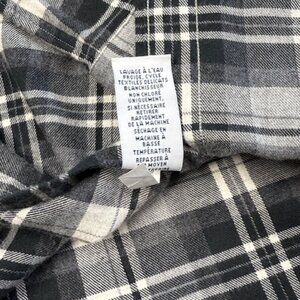 LAVAGE À L'EAU
FROIDE, CYCLE
TEXTILES DÉLICATS
BLANCHISSEUR
NON CHLORÉ
UNIQUEMENT,
SI NÉCESSAIRE
RETIRER
RAPIDEMENT
DE LA MACHINE
SÉCHAGE EN
MACHINE À
BASSE
TEMPÉRATURE
REPASSER À
MOYEN